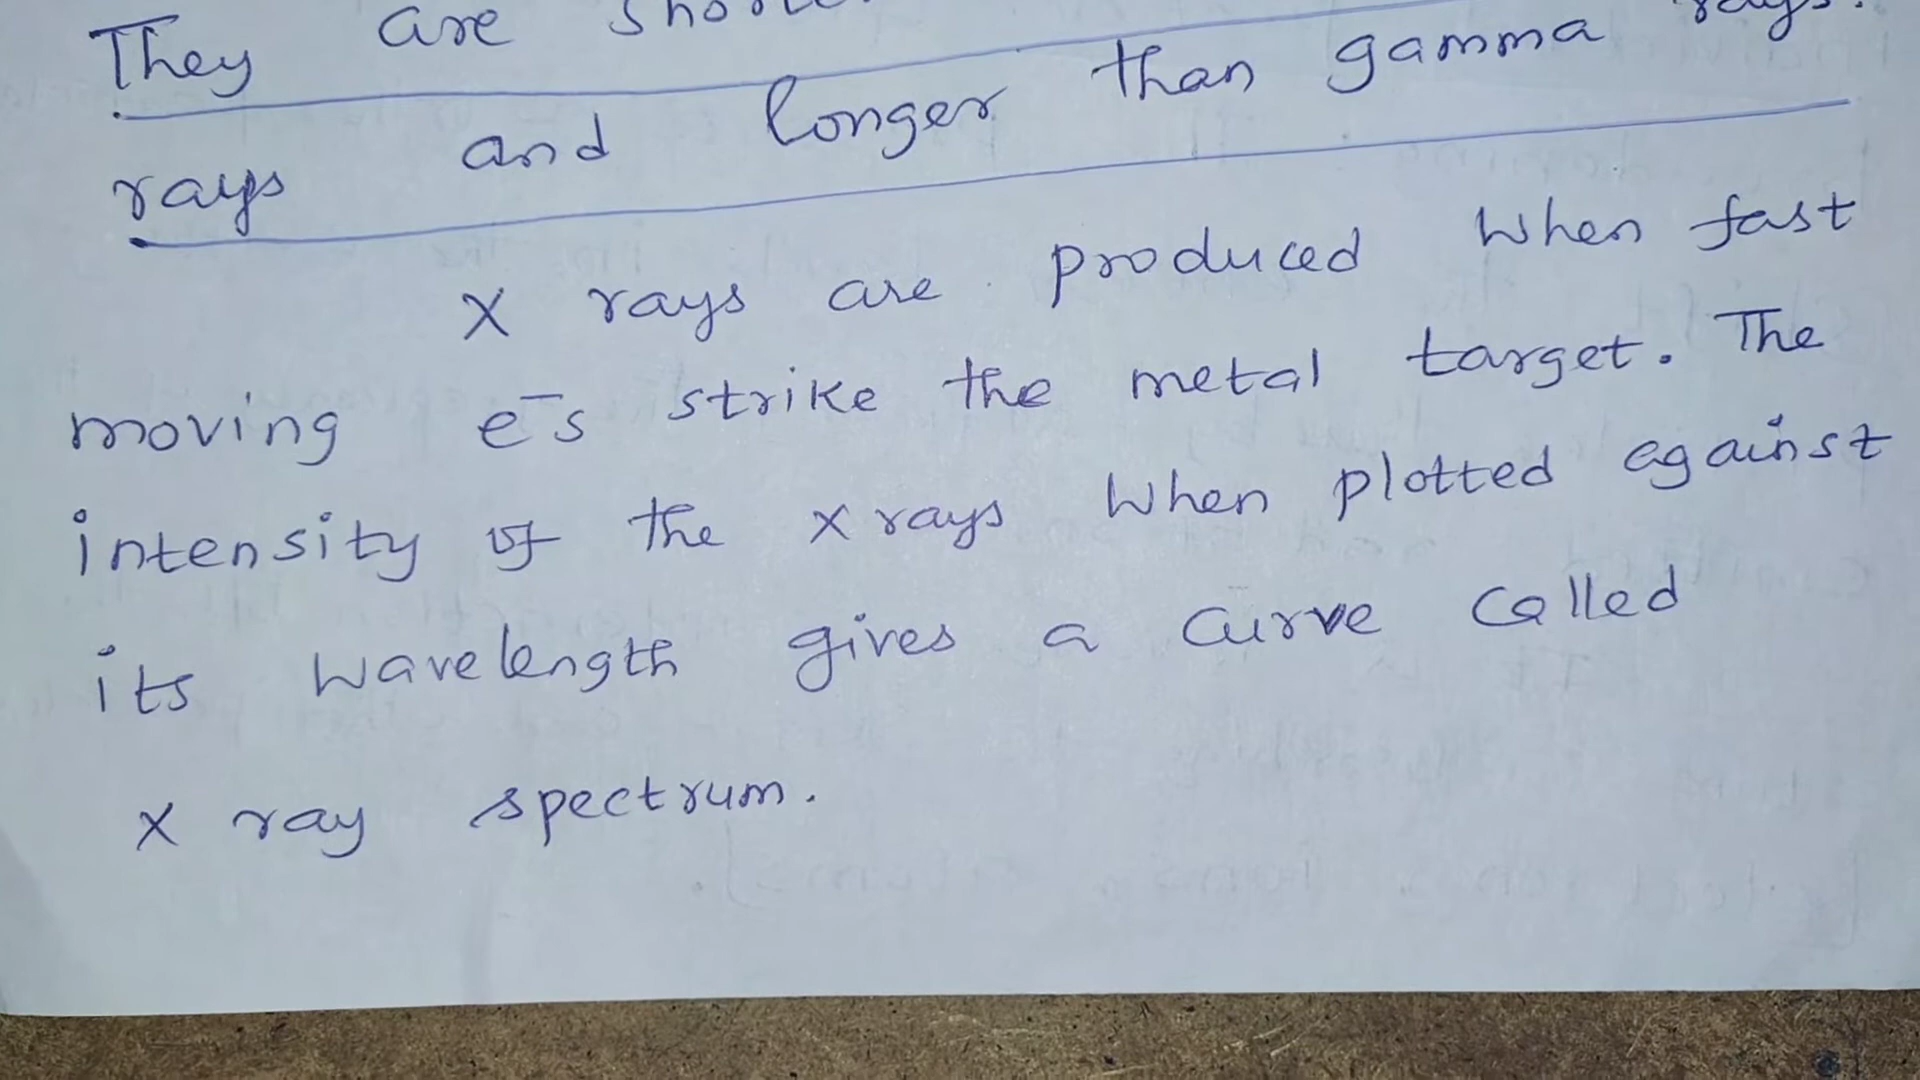 They are
rays and longer than gamma rays.
X rays are produced when fast
moving e⁻s strike the metal target. The
intensity of the X rays when plotted against
its wavelength gives a curve called
X ray spectrum.